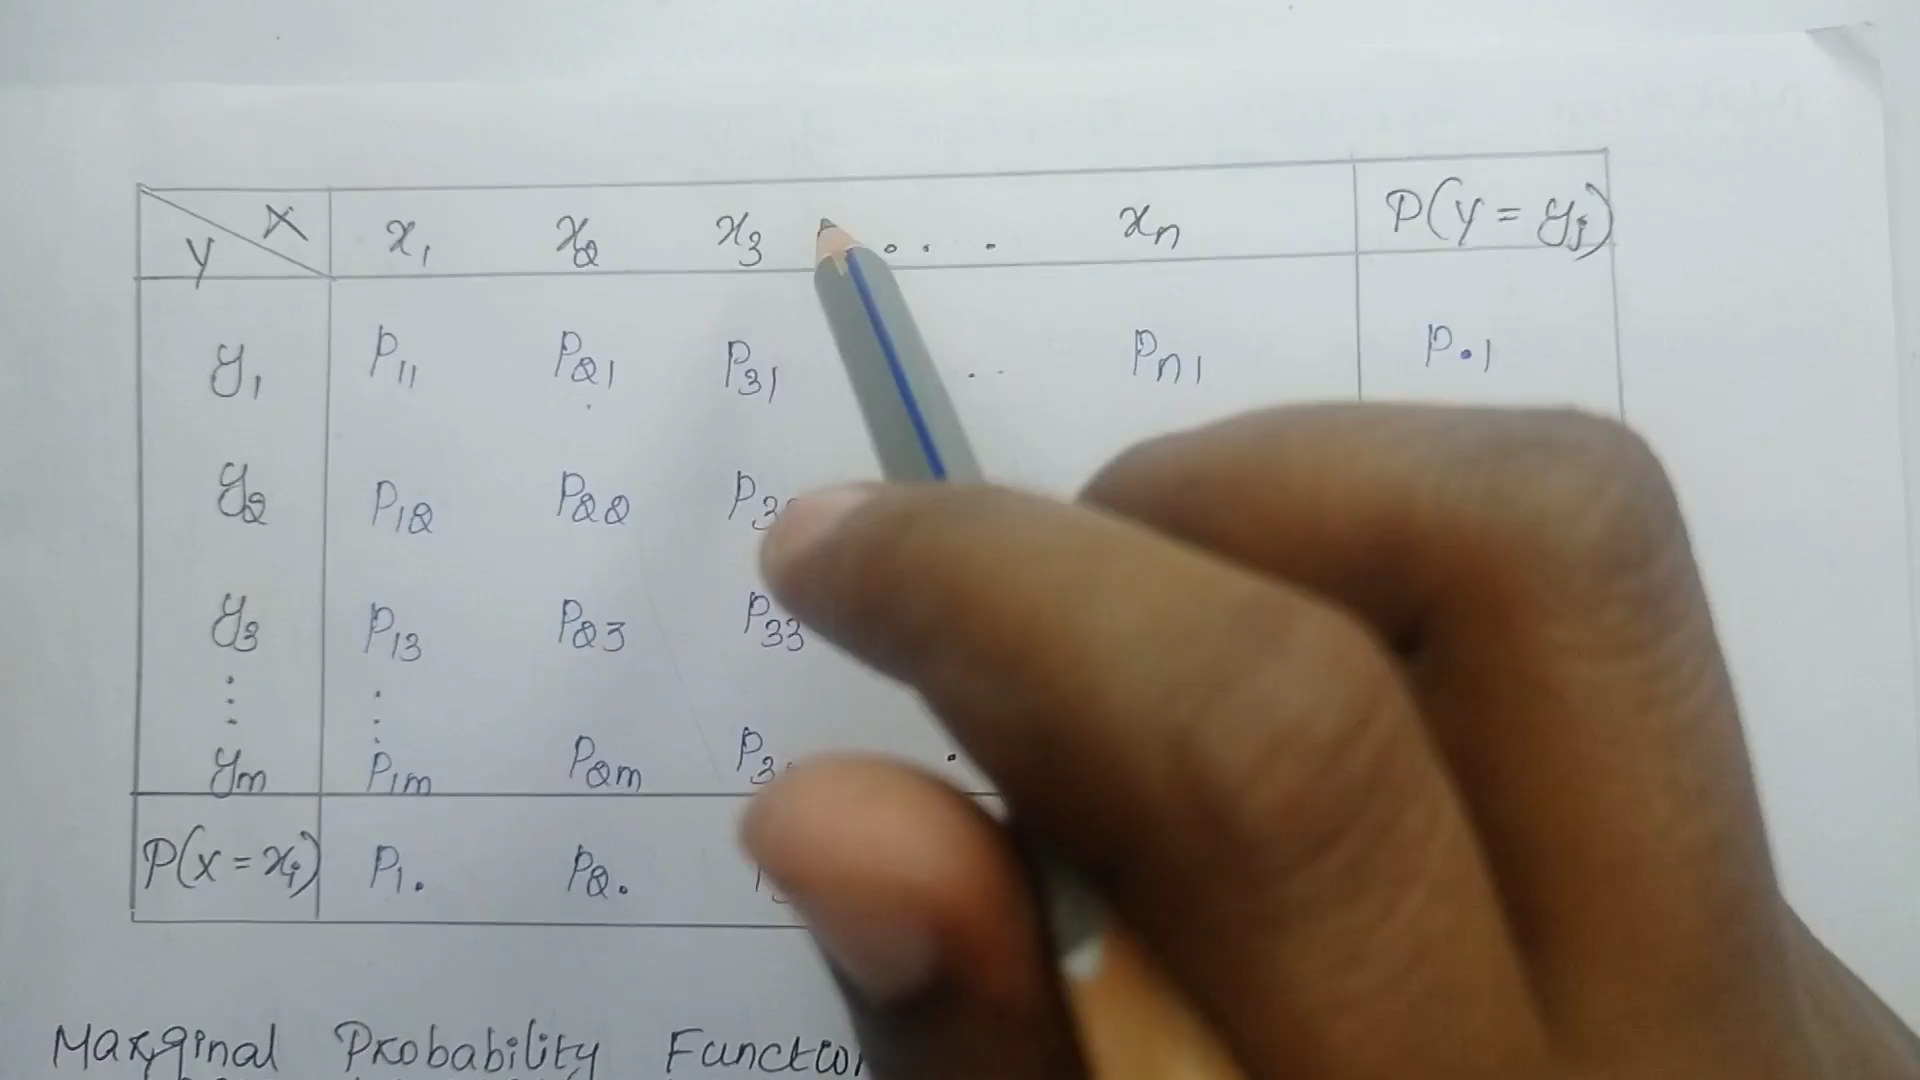 Y X x1 x2 x3 .... xn P(Y = yj)
y1 P11 P21 P31 .. Pn1 P.1
y2 P12 P22
y3 P13 P23 P33
⋮ ⋮
ym P1m P2m .
P(X = xi) P1. P2.
Marginal Probability Function